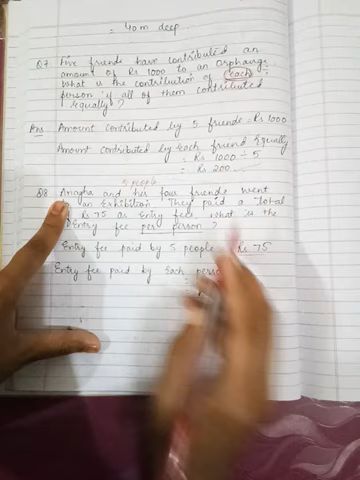 = 40 m deep
Q7 Five friends have contributed an
amount of Rs 1000 to an orphanage.
What is the contribution of each
person if all of them contributed
equally?
Ans Amount contributed by 5 friends = Rs 1000
Amount contributed by each friend equally
= Rs 1000 ÷ 5
= Rs 200
5 people
Q8 Anagha and her four friends went
an Exhibition. They paid a total
Rs 75 as Entry fees. What is the
Entry fee per person?
Entry fee paid by 5 people Rs 75
Entry fee paid by Each person